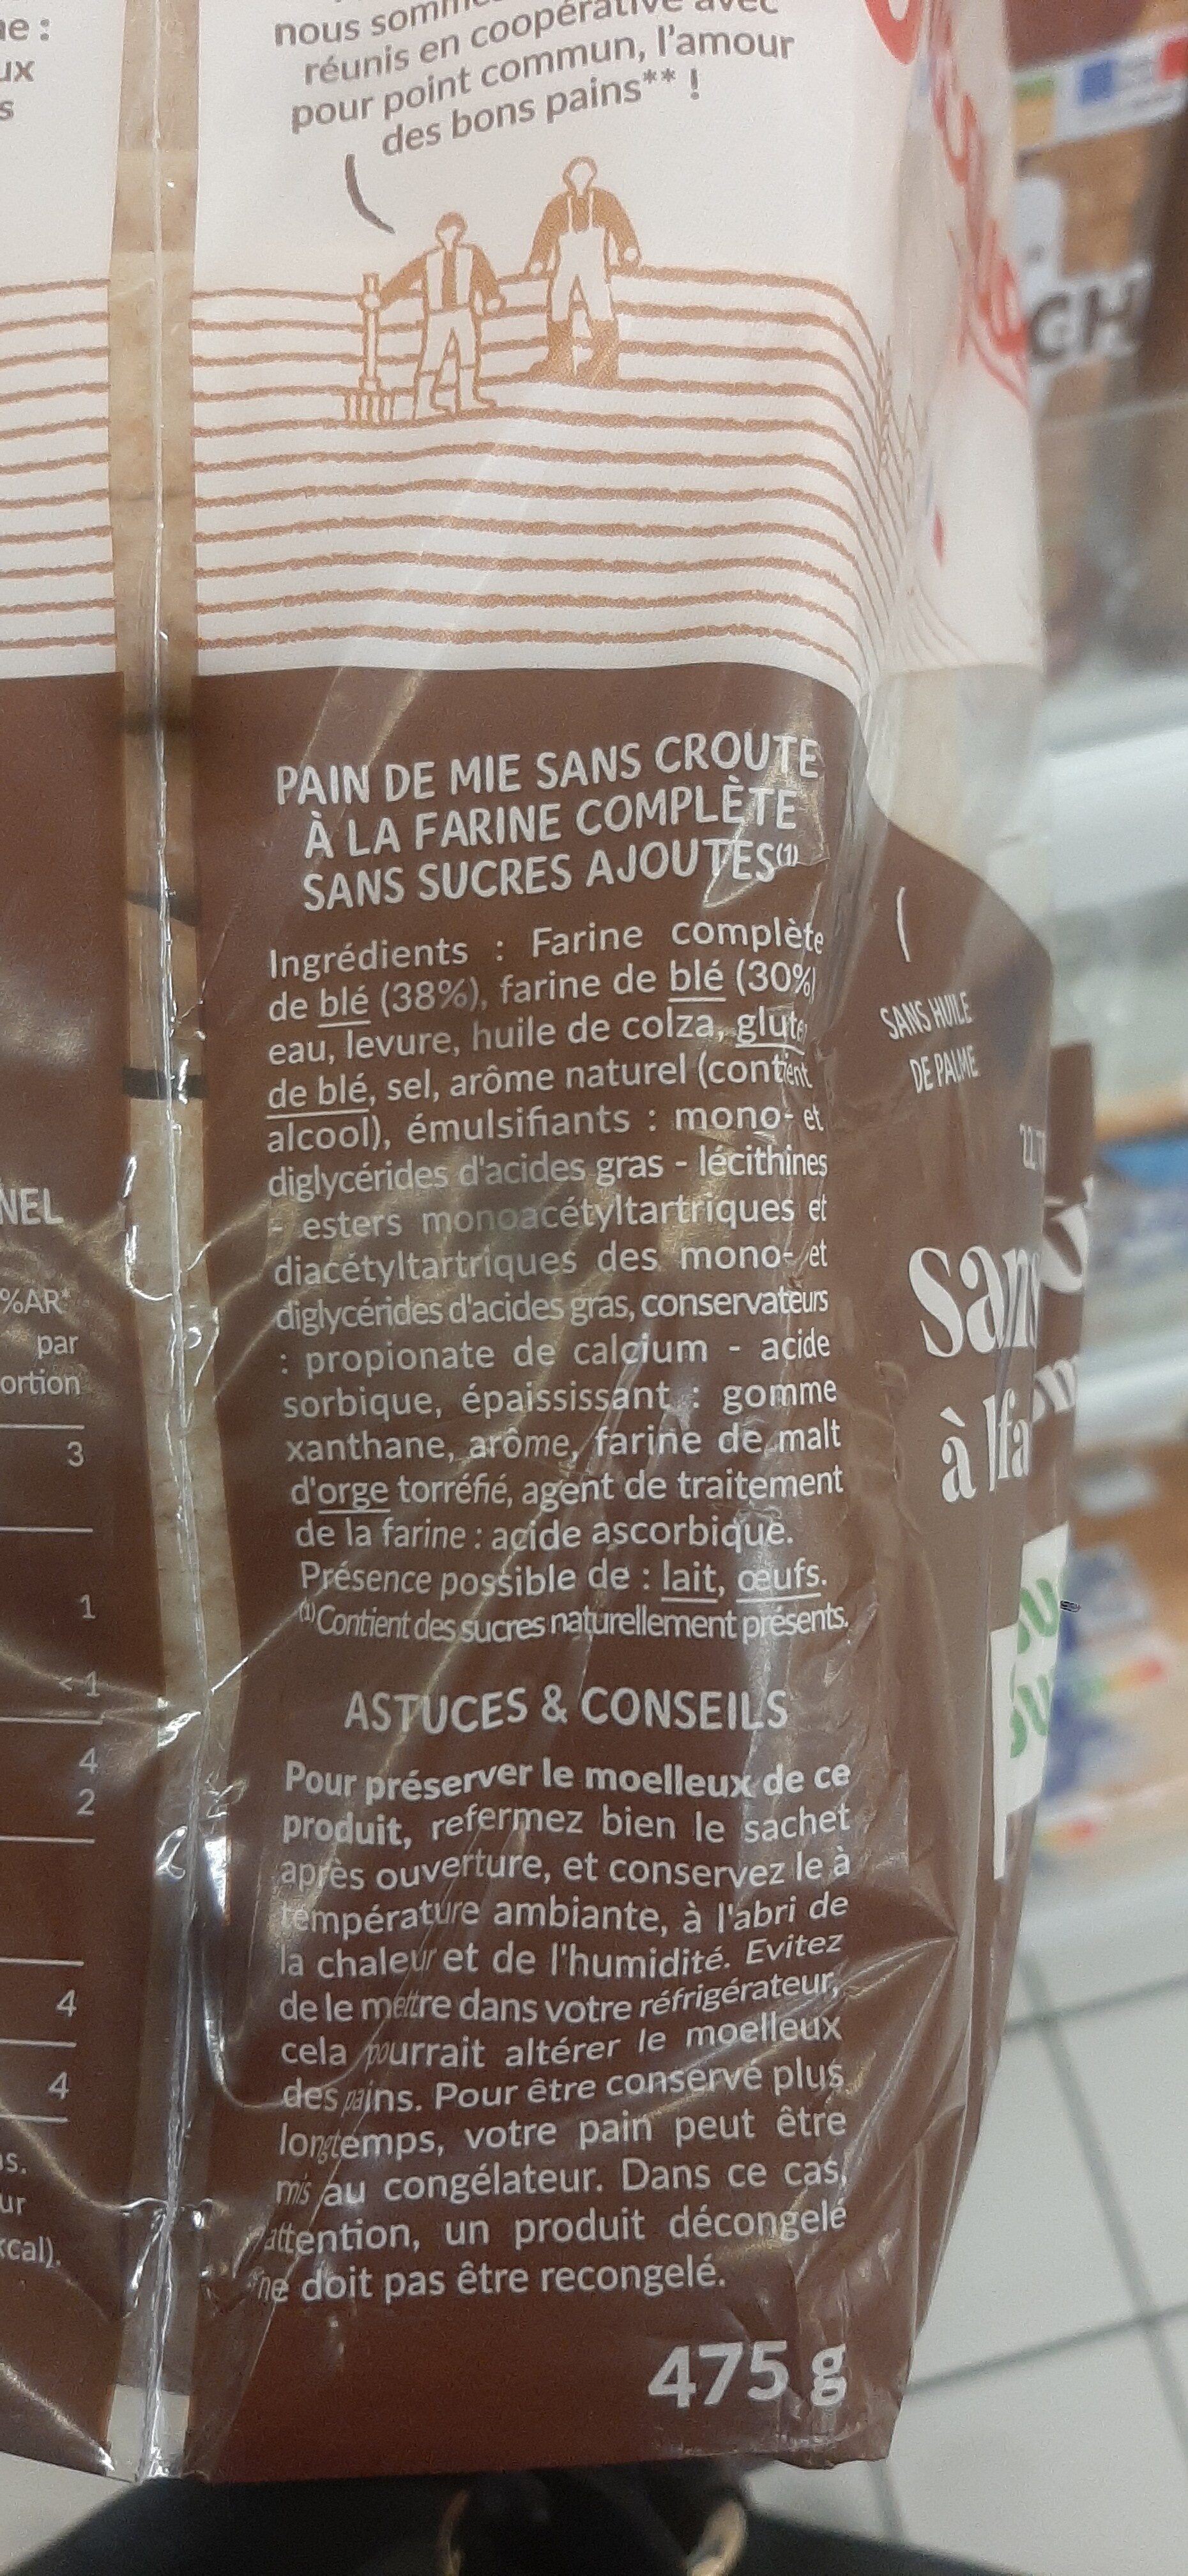 nous
réunis en coopérative avec
pour point commun, l'amour
des bons pains** !
PAIN DE MIE SANS CROUTE
À LA FARINE COMPLÈTE
SANS SUCRES AJOUTES(1)
Ingrédients : Farine complète
de blé (38%), farine de blé (30%)
eau, levure, huile de colza,
de blé, sel, arôme naturel (contient
alcool), émulsifiants : mono- et
diglycérides d'acides gras - lécithines
- esters monoacétyltartriques et
diacétyltartriques des mono- et
diglycérides d'acides gras, conservateurs
: propionate de calcium - acide
sorbique, épaississant : gomme
xanthane, arôme, farine de malt
d'orge torréfié, agent de traitement
de la farine : acide ascorbique.
Présence possible de : lait, œufs.
(1)Contient des sucres naturellement présents.
ASTUCES & CONSEILS
Pour préserver le moelleux de ce
produit, refermez bien le sachet
après ouverture, et conservez le à
température ambiante, à l'abri de
la chaleur et de l'humidité. Evitez
de le mettre dans votre réfrigérateur,
cela pourrait altérer le moelleux
des pains. Pour être conservé plus
longtemps, votre pain peut être
mis au congélateur. Dans ce cas,
attention, un produit décongelé
ne doit pas être recongelé.
475 g
%AR*
par
3
1
<1
4
2
4
4
kcal).
SANS HUILE
DE PALME
sans
à la